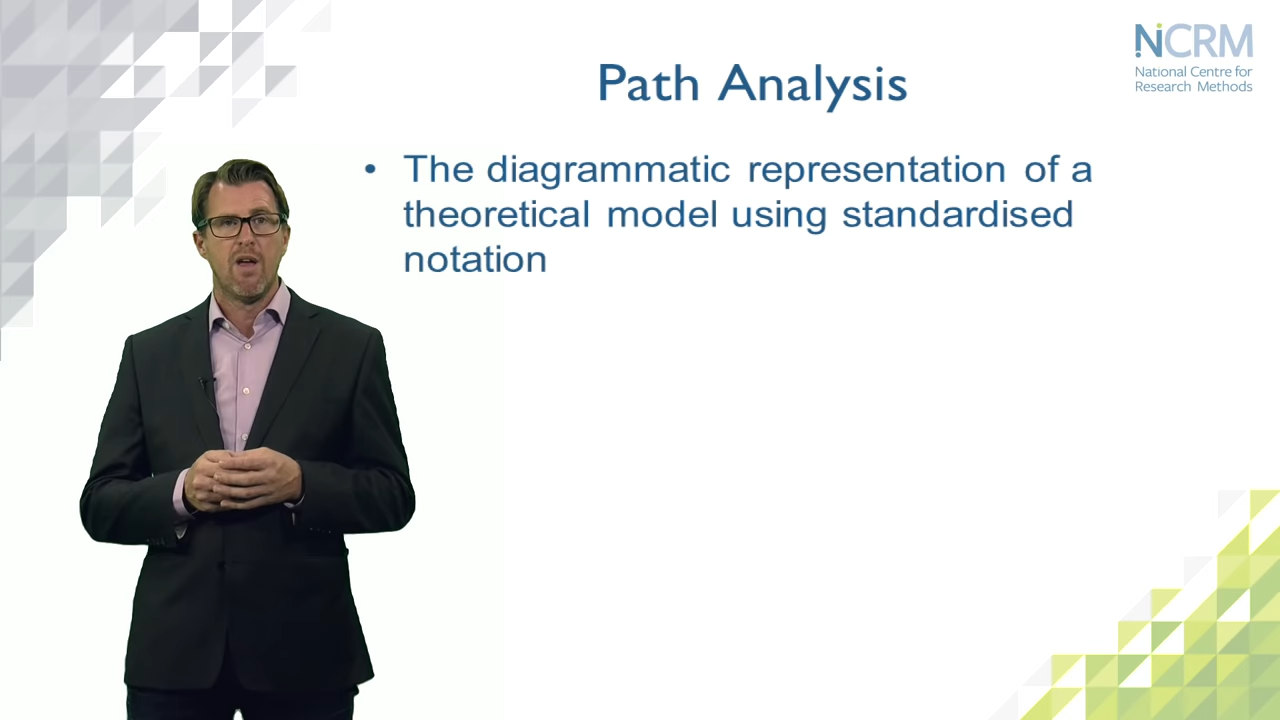 Path Analysis
NCRM
National Centre for
Research Methods
• The diagrammatic representation of a
theoretical model using standardised
notation